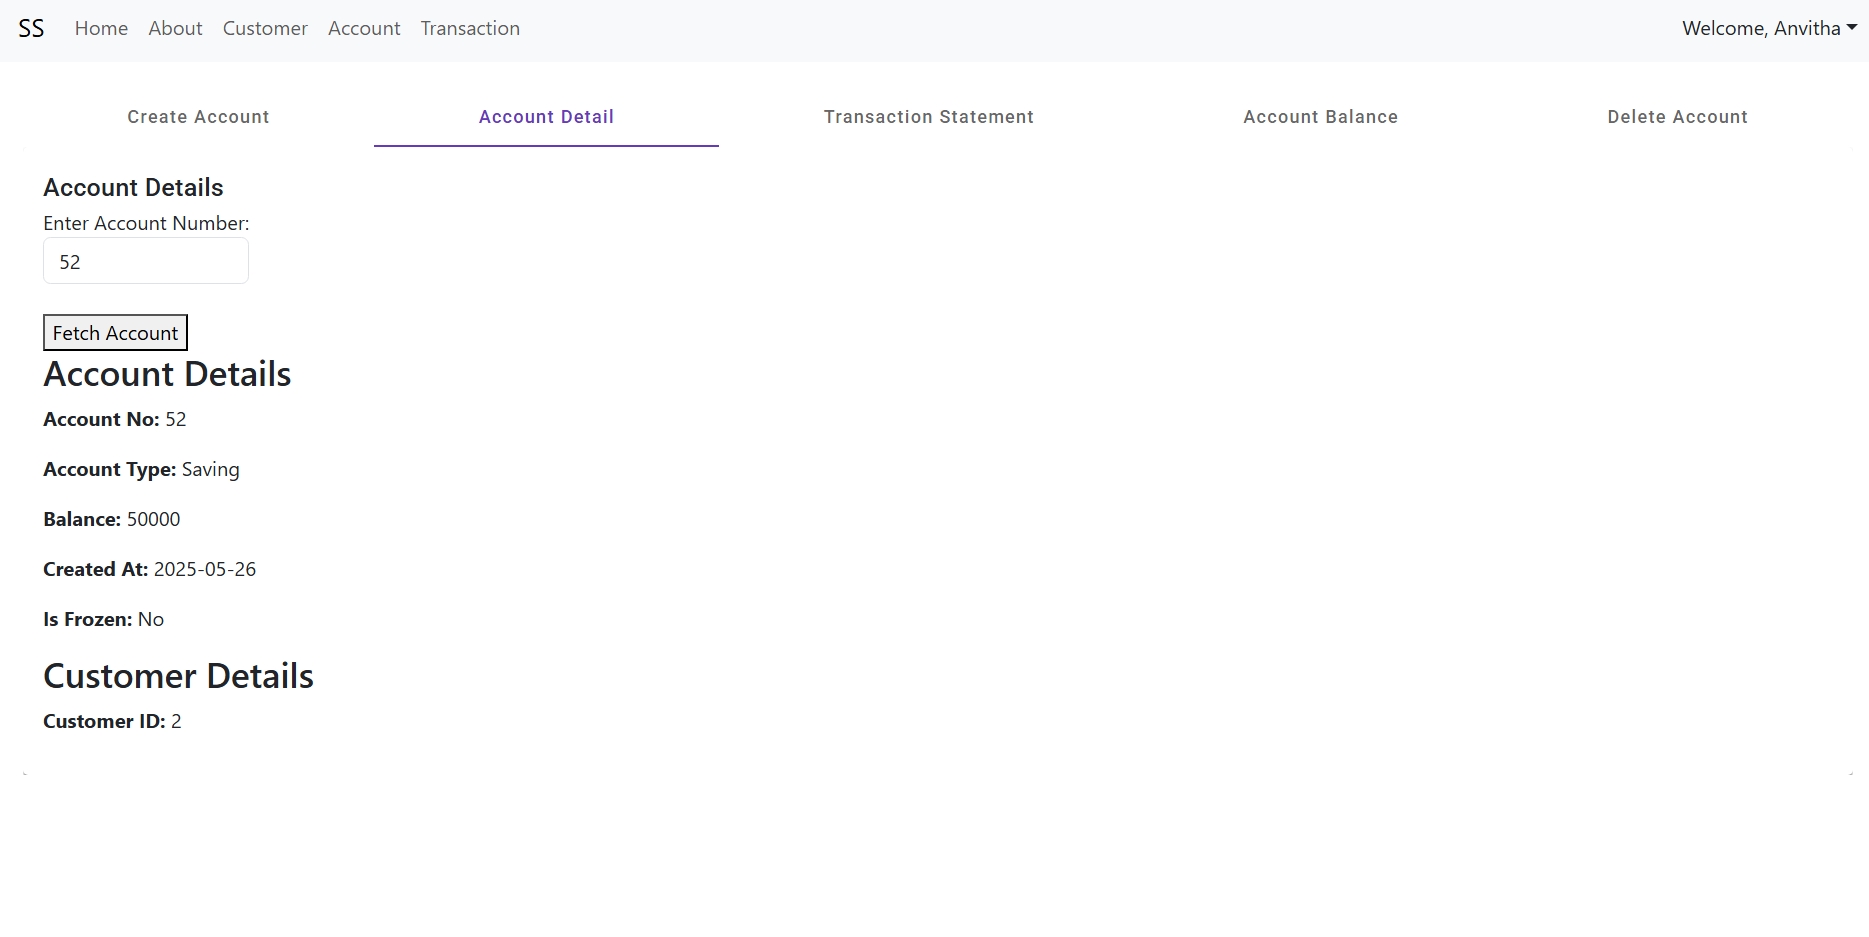 SS Home About Customer Account Transaction Welcome, Anvitha
Create Account Account Detail Transaction Statement Account Balance Delete Account
Account Details
Enter Account Number:
52
Fetch Account
Account Details
Account No: 52
Account Type: Saving
Balance: 50000
Created At: 2025-05-26
Is Frozen: No
Customer Details
Customer ID: 2